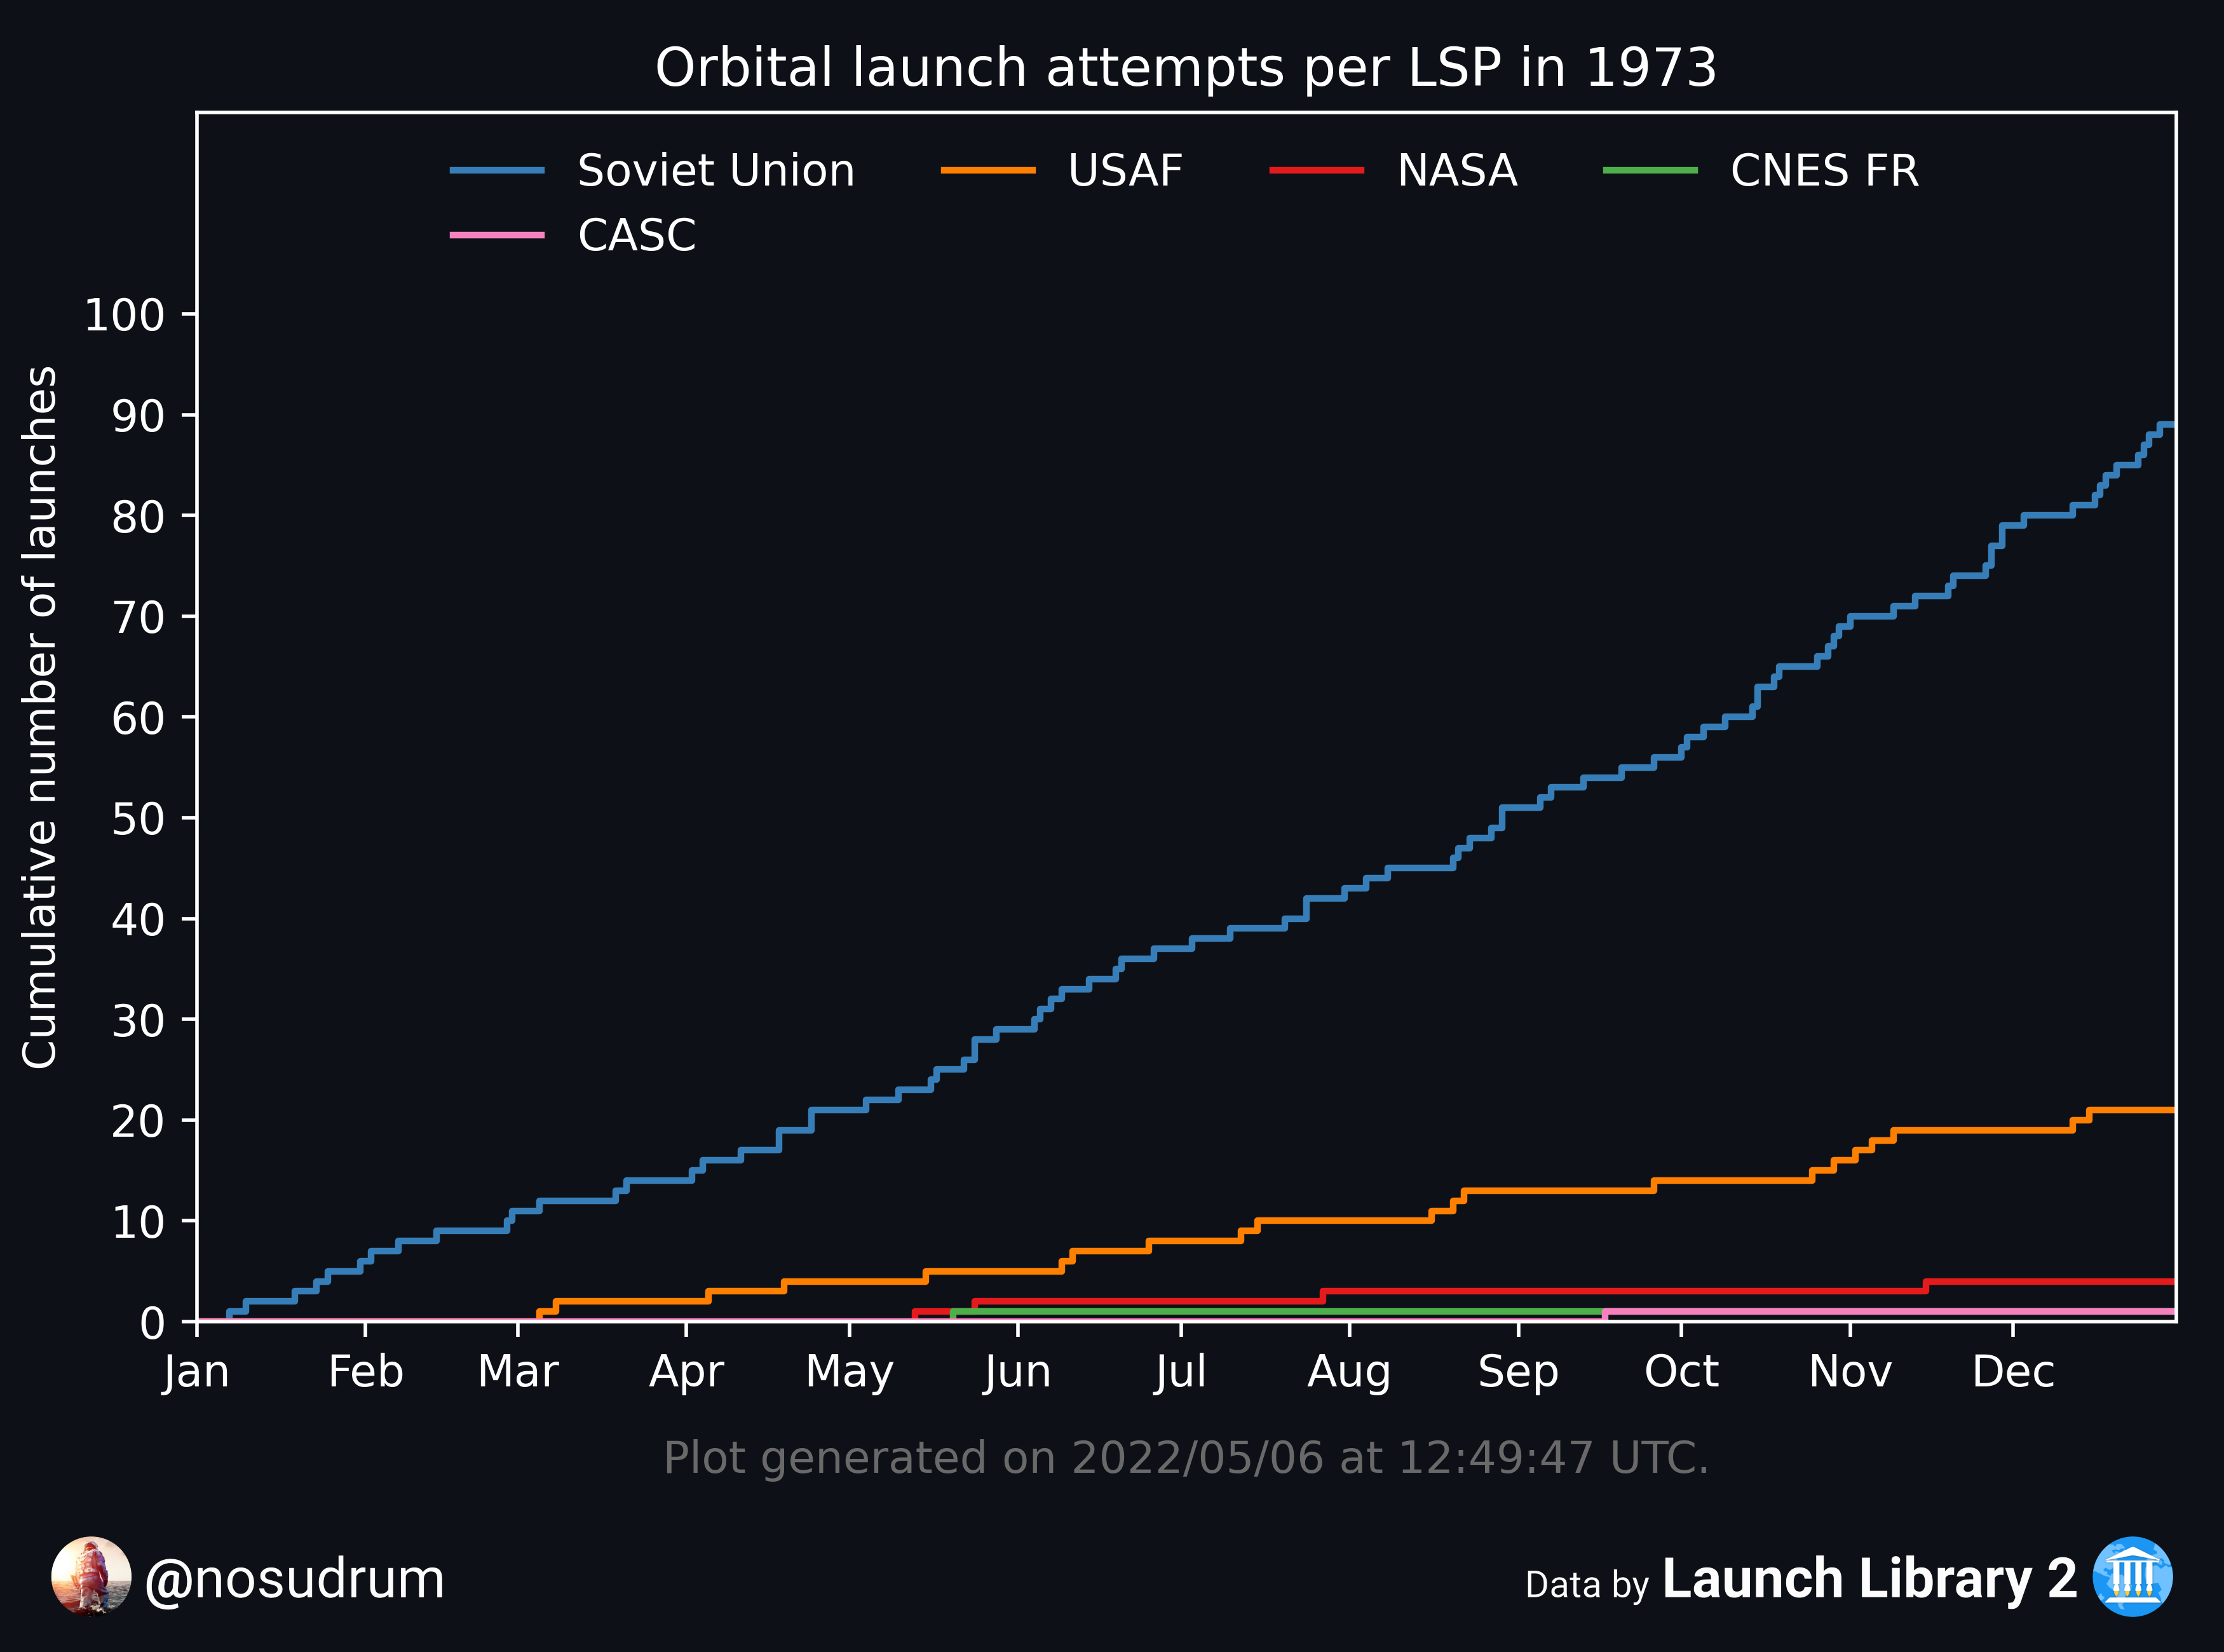 Orbital launch attempts per LSP in 1973
Soviet Union USAF NASA CNES FR
CASC
Cumulative number of launches
100
90
80
70
60
50
40
30
20
10
0
Jan Feb Mar Apr May Jun Jul Aug Sep Oct Nov Dec
Plot generated on 2022/05/06 at 12:49:47 UTC.
@nosudrum
Data by Launch Library 2